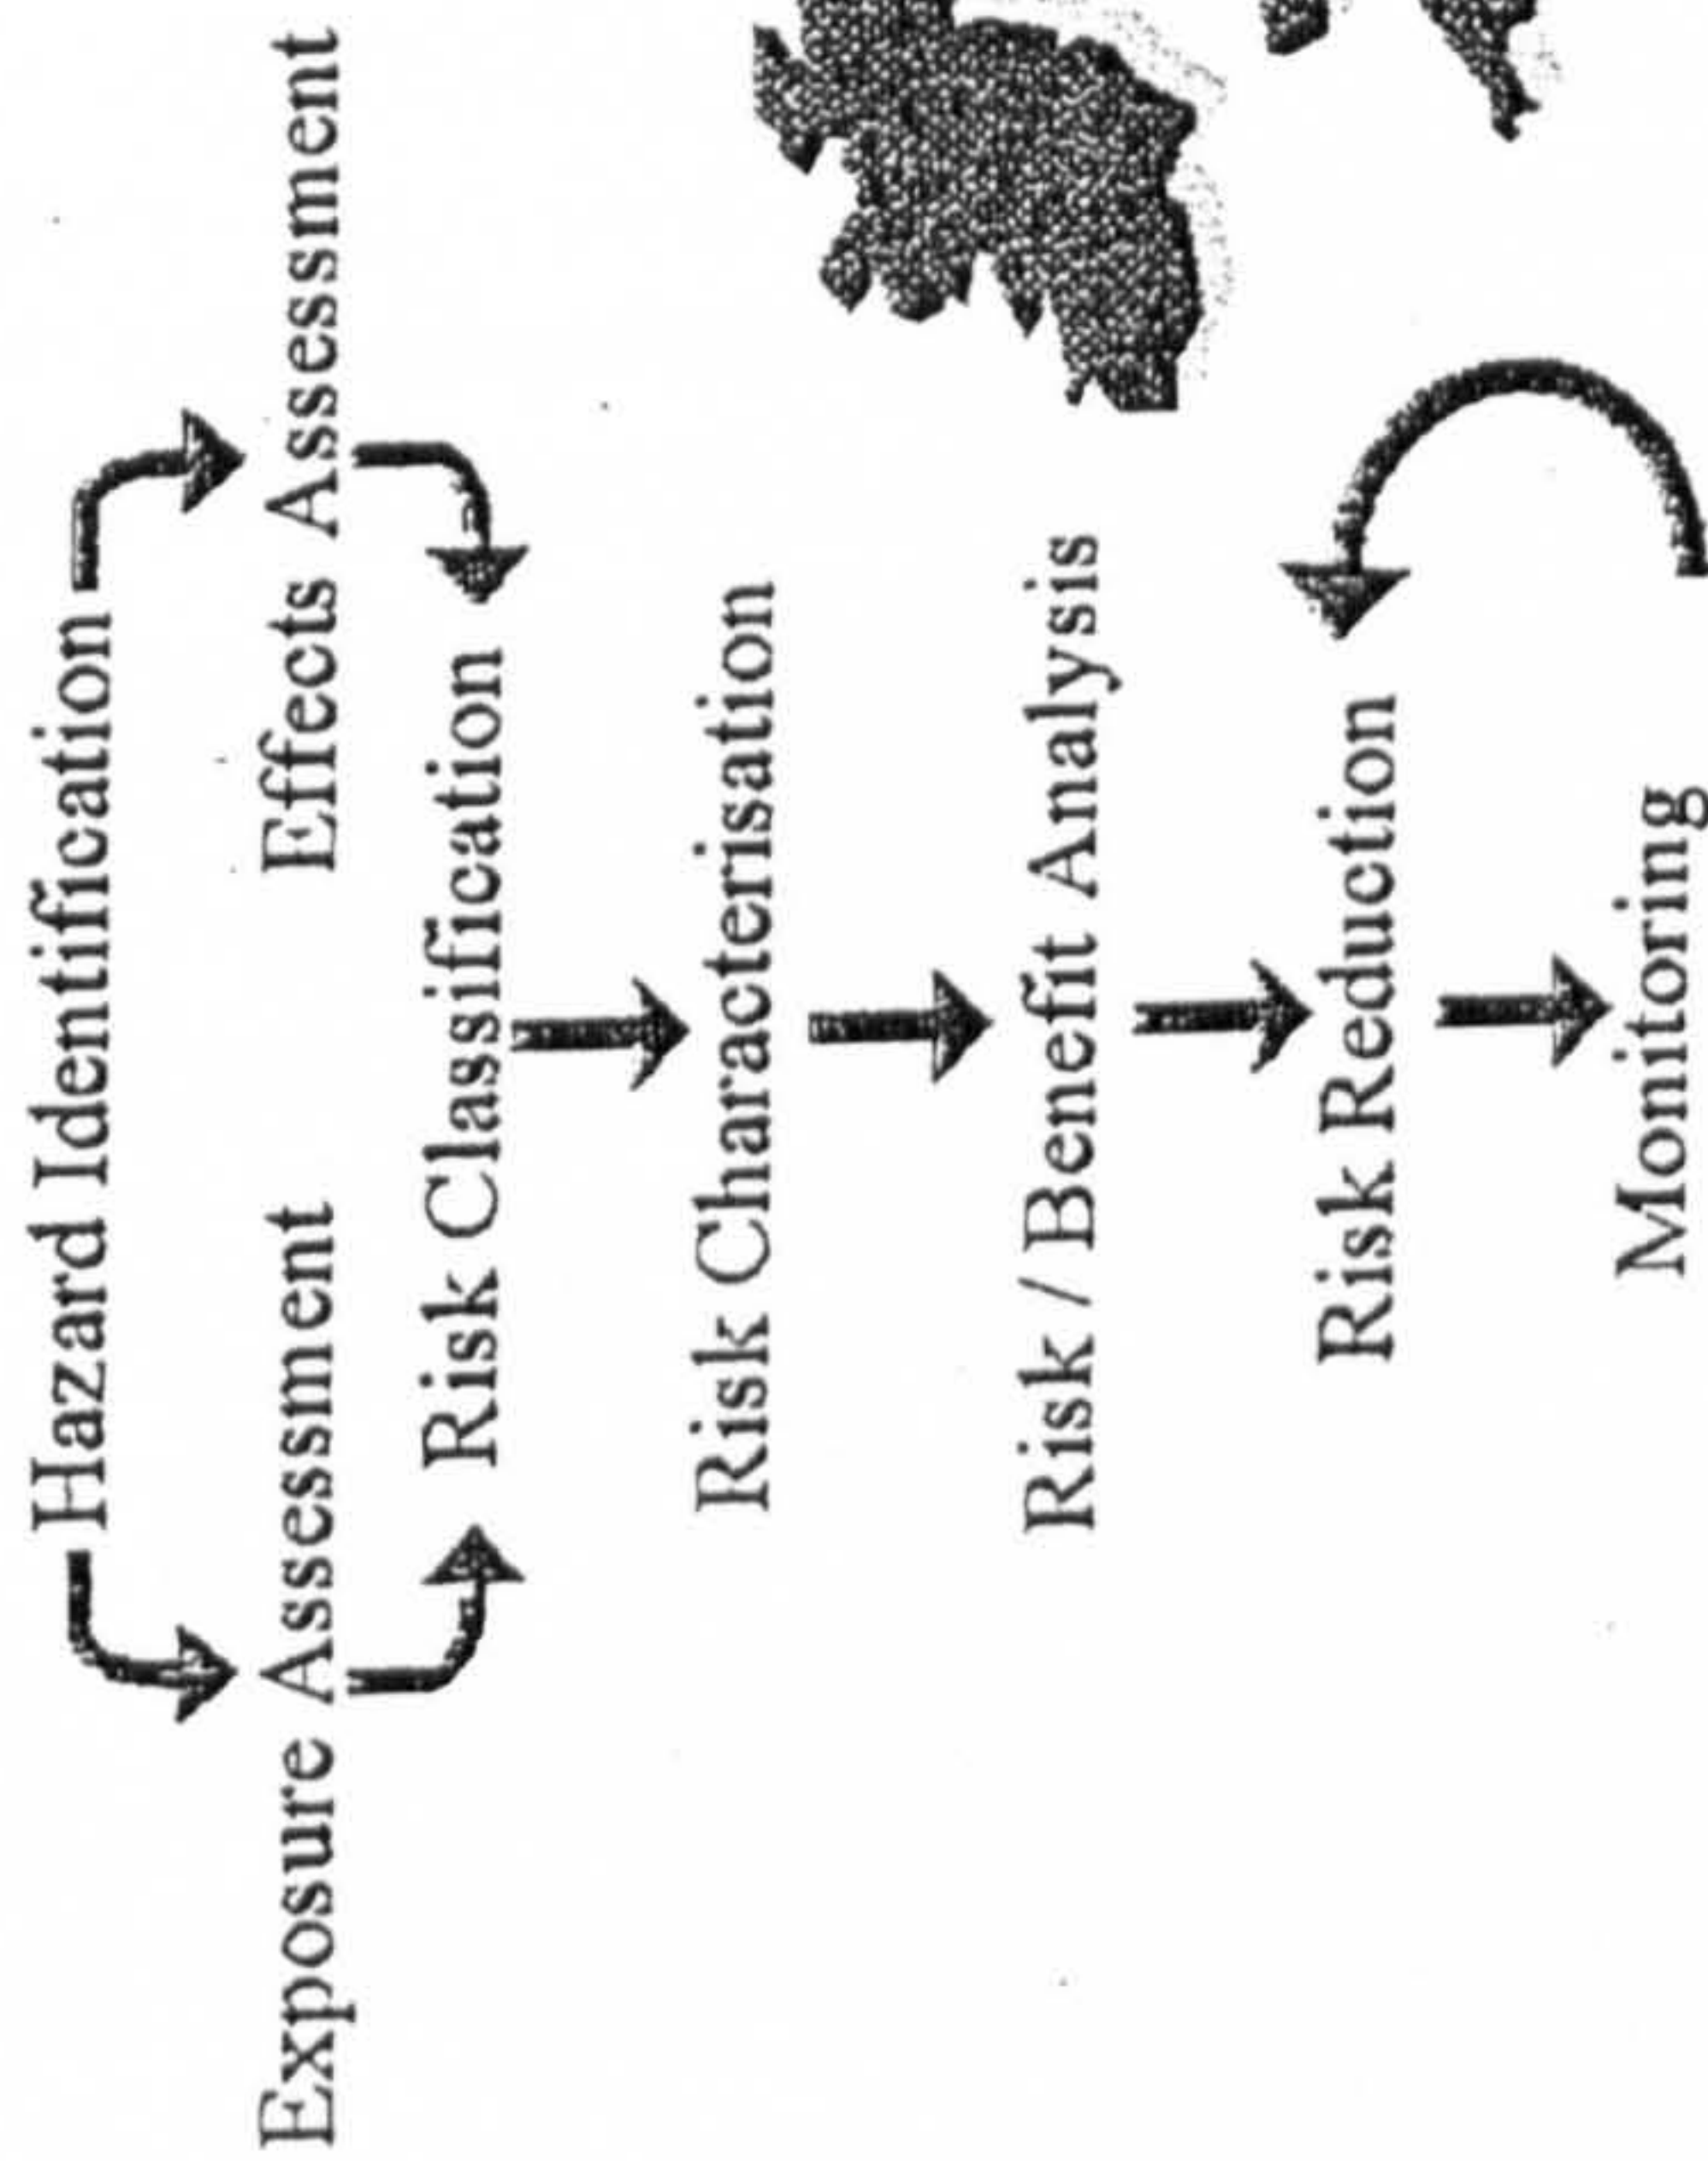 Hazard Identification
Exposure Assessment Effects Assessment
Risk Classification
Risk Characterisation
Risk / Benefit Analysis
Risk Reduction
Monitoring